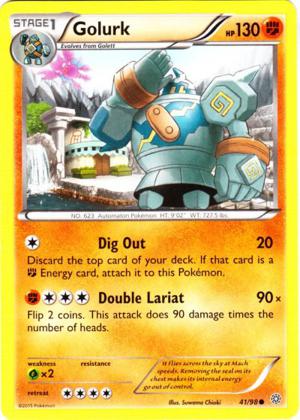 STAGE1
Golurk
HP130
Evolves from Golett
NO. 623 Automaton Pokémon HT: 9'02" WT: 727.5 lbs.
Dig Out 20
Discard the top card of your deck. If that card is a
Energy card, attach it to this Pokémon.
Double Lariat 90×
Flip 2 coins. This attack does 90 damage times the
number of heads.
weakness
resistance
×2
retreat
It flies across the sky at Mach
speeds. Removing the seal on its
chest makes its internal energy
go out of control.
Illus. Suwama Chiaki
41/98
©2015 Pokémon